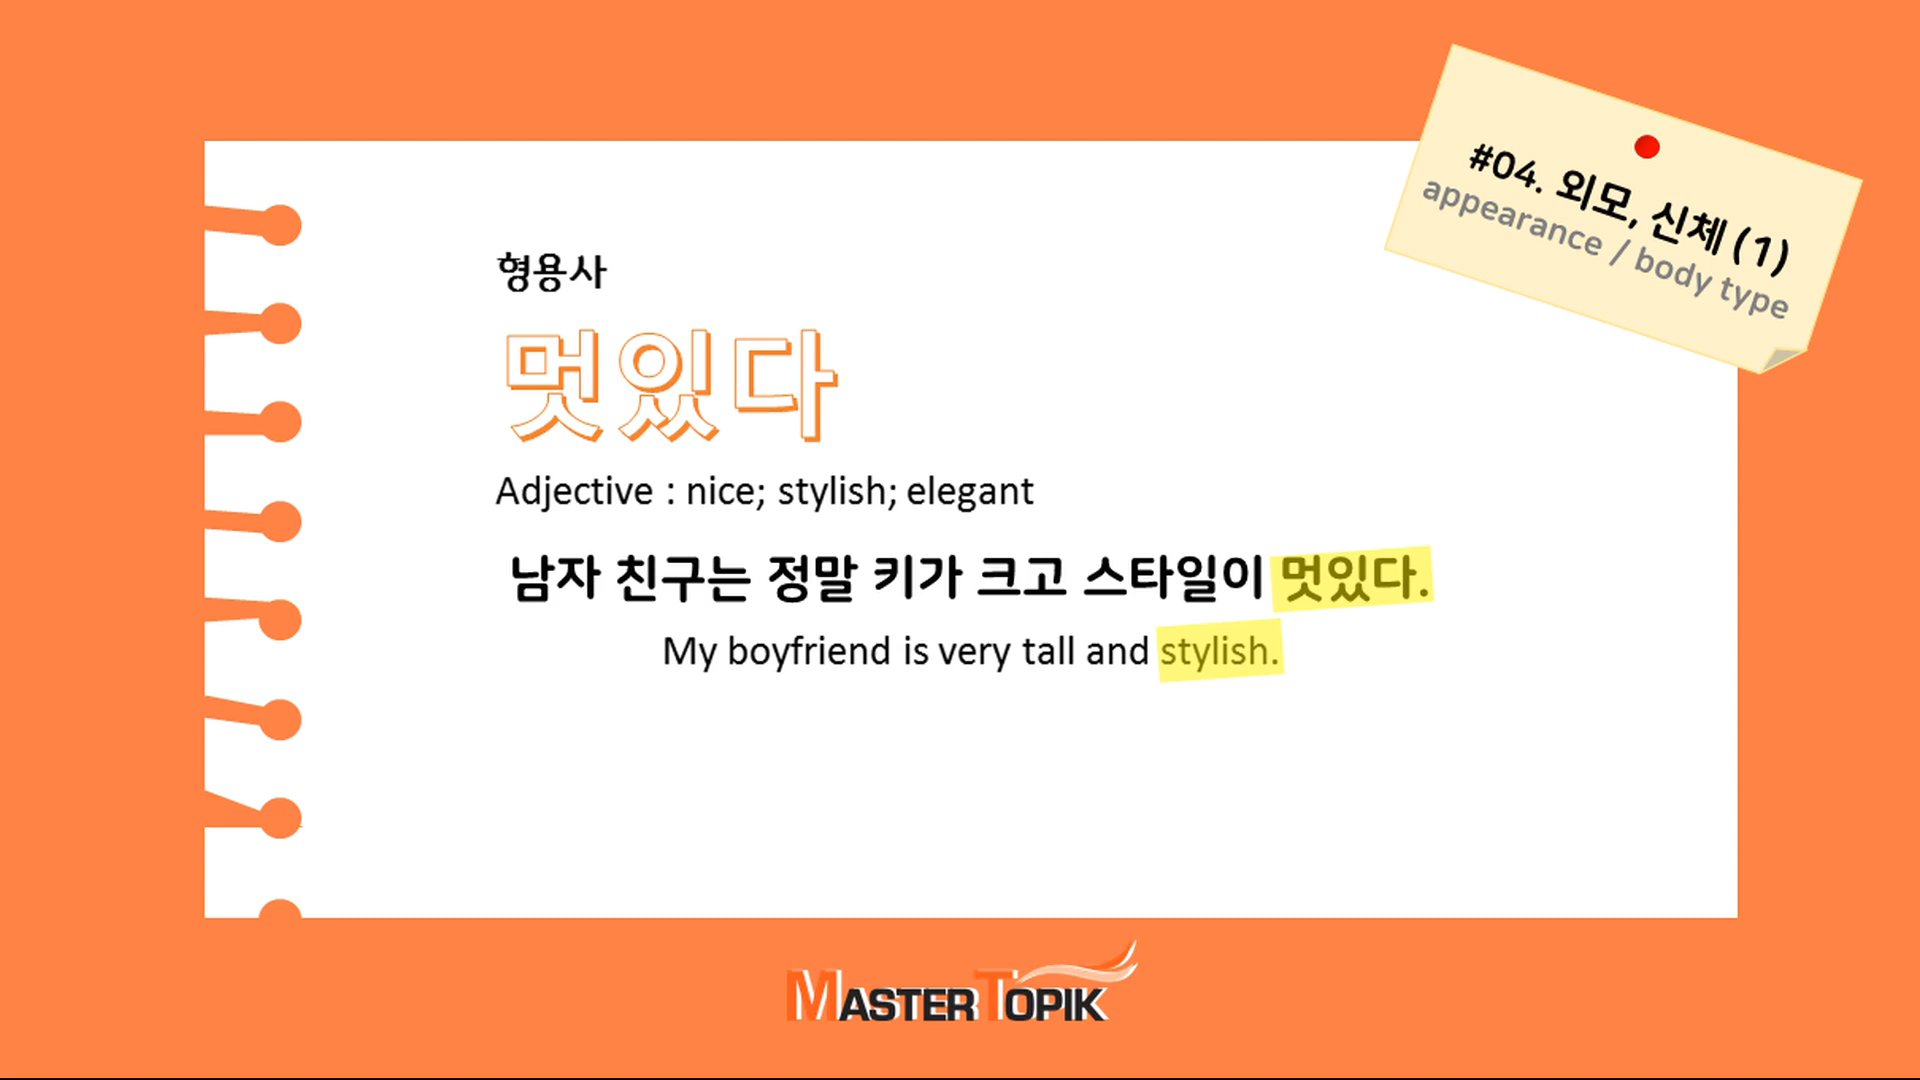 #04. 외모, 신체 (1)
appearance / body type
형용사
멋있다
Adjective : nice; stylish; elegant
남자 친구는 정말 키가 크고 스타일이 멋있다.
My boyfriend is very tall and stylish.
MASTER TOPIK